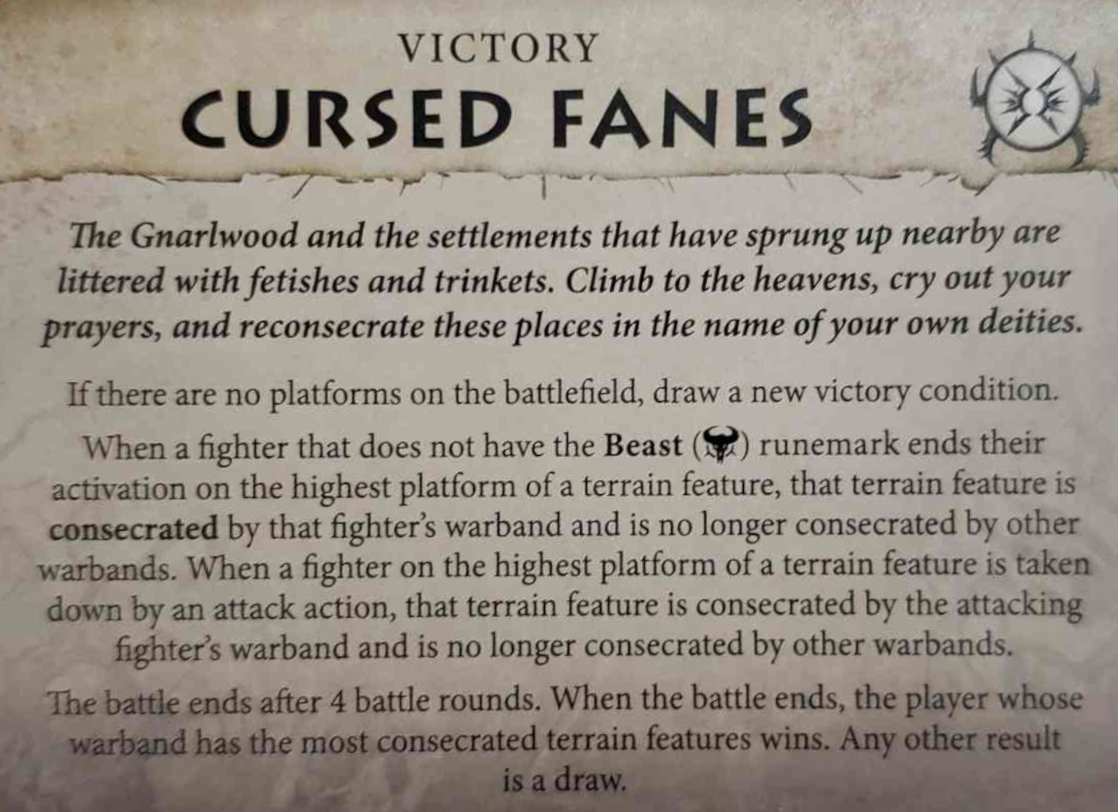 VICTORY
CURSED FANES
The Gnarlwood and the settlements that have sprung up nearby are
littered with fetishes and trinkets. Climb to the heavens, cry out your
prayers, and reconsecrate these places in the name of your own deities.
If there are no platforms on the battlefield, draw a new victory condition.
When a fighter that does not have the Beast () runemark ends their
activation on the highest platform of a terrain feature, that terrain feature is
consecrated by that fighter's warband and is no longer consecrated by other
warbands. When a fighter on the highest platform of a terrain feature is taken
down by an attack action, that terrain feature is consecrated by the attacking
fighter's warband and is no longer consecrated by other warbands.
The battle ends after 4 battle rounds. When the battle ends, the player whose
warband has the most consecrated terrain features wins. Any other result
is a draw.